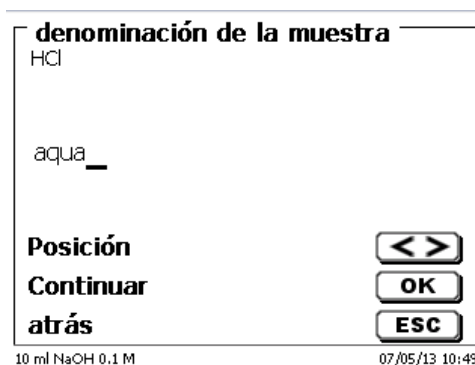 denominación de la muestra
HCl
aqua_
Posición < >
Continuar OK
atrás ESC
10 ml NaOH 0.1 M 07/05/13 10:49